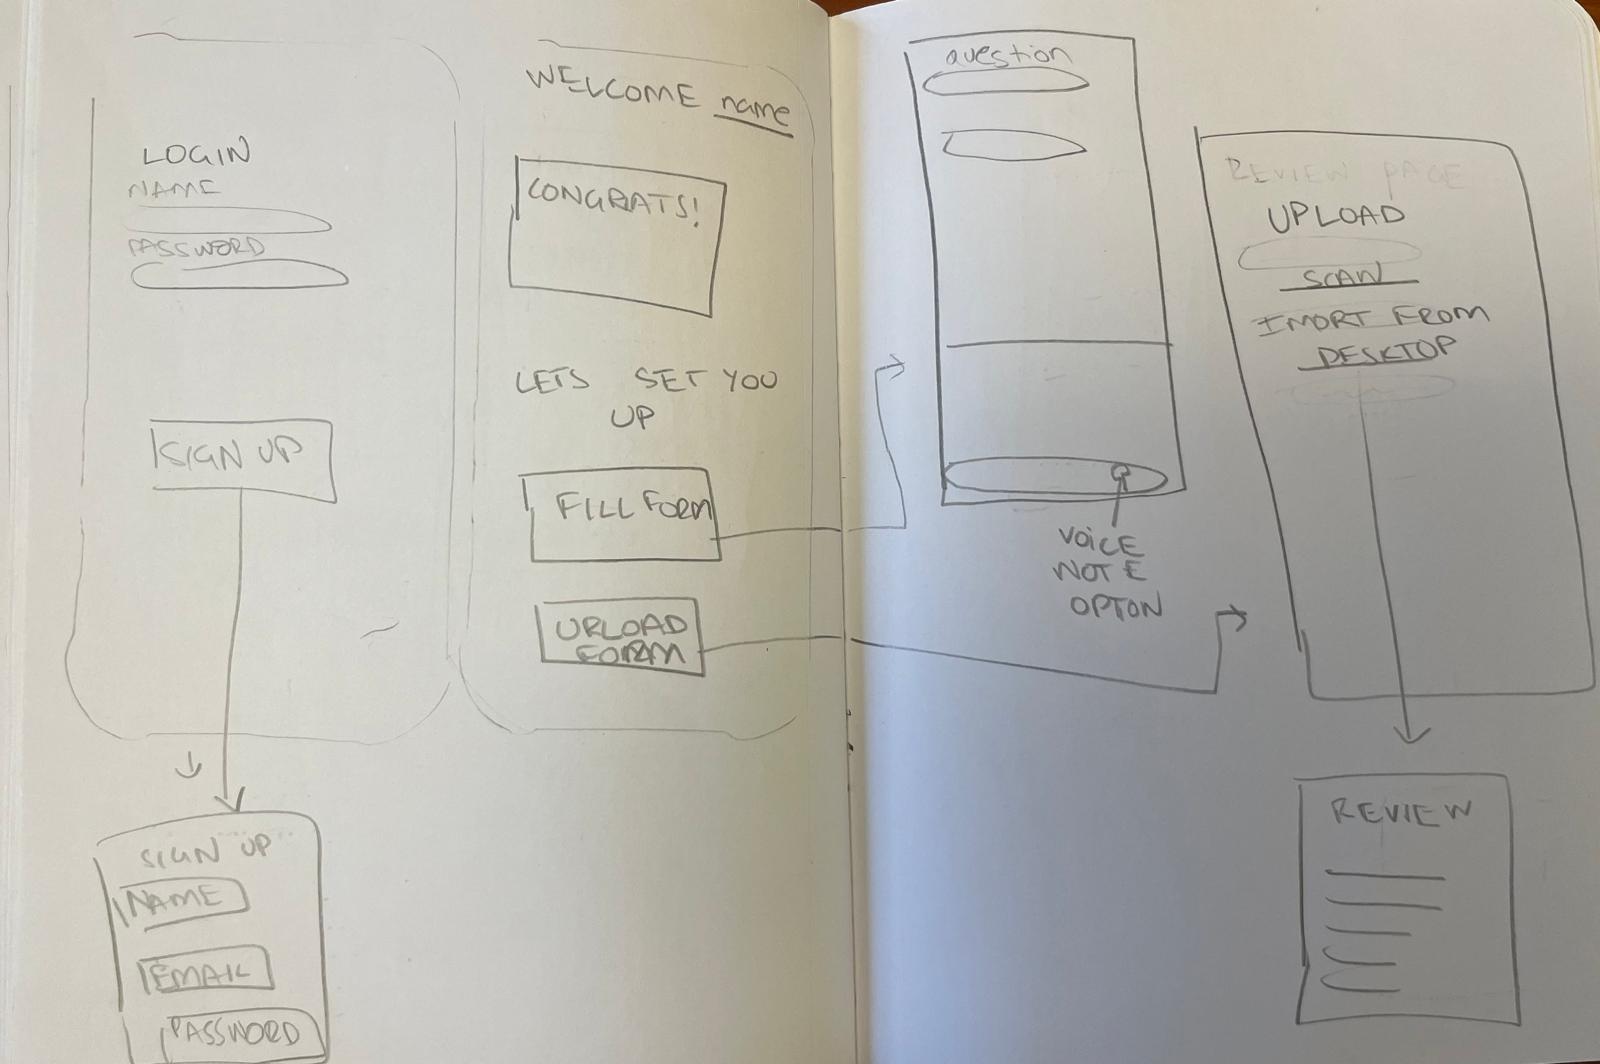 LOGIN
NAME
PASSWORD
SIGN UP
SIGN UP
NAME
EMAIL
PASSWORD
WELCOME name
CONGRATS!
LETS SET YOU
UP
FILL FORM
UPLOAD
FORM
question
VOICE
NOTE
OPTON
REVIEW PAGE
UPLOAD
SCAN
IMORT FROM
DESKTOP
REVIEW